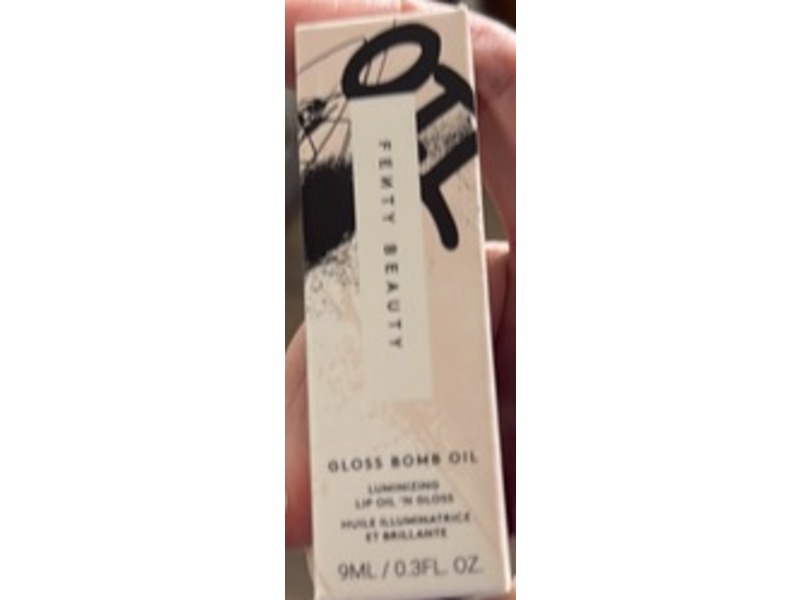 OIL
FENTY BEAUTY
GLOSS BOMB OIL
LUMINIZING
LIP OIL 'N GLOSS
HUILE ILLUMINATRICE
ET BRILLANTE
9ML / 0.3FL. OZ.